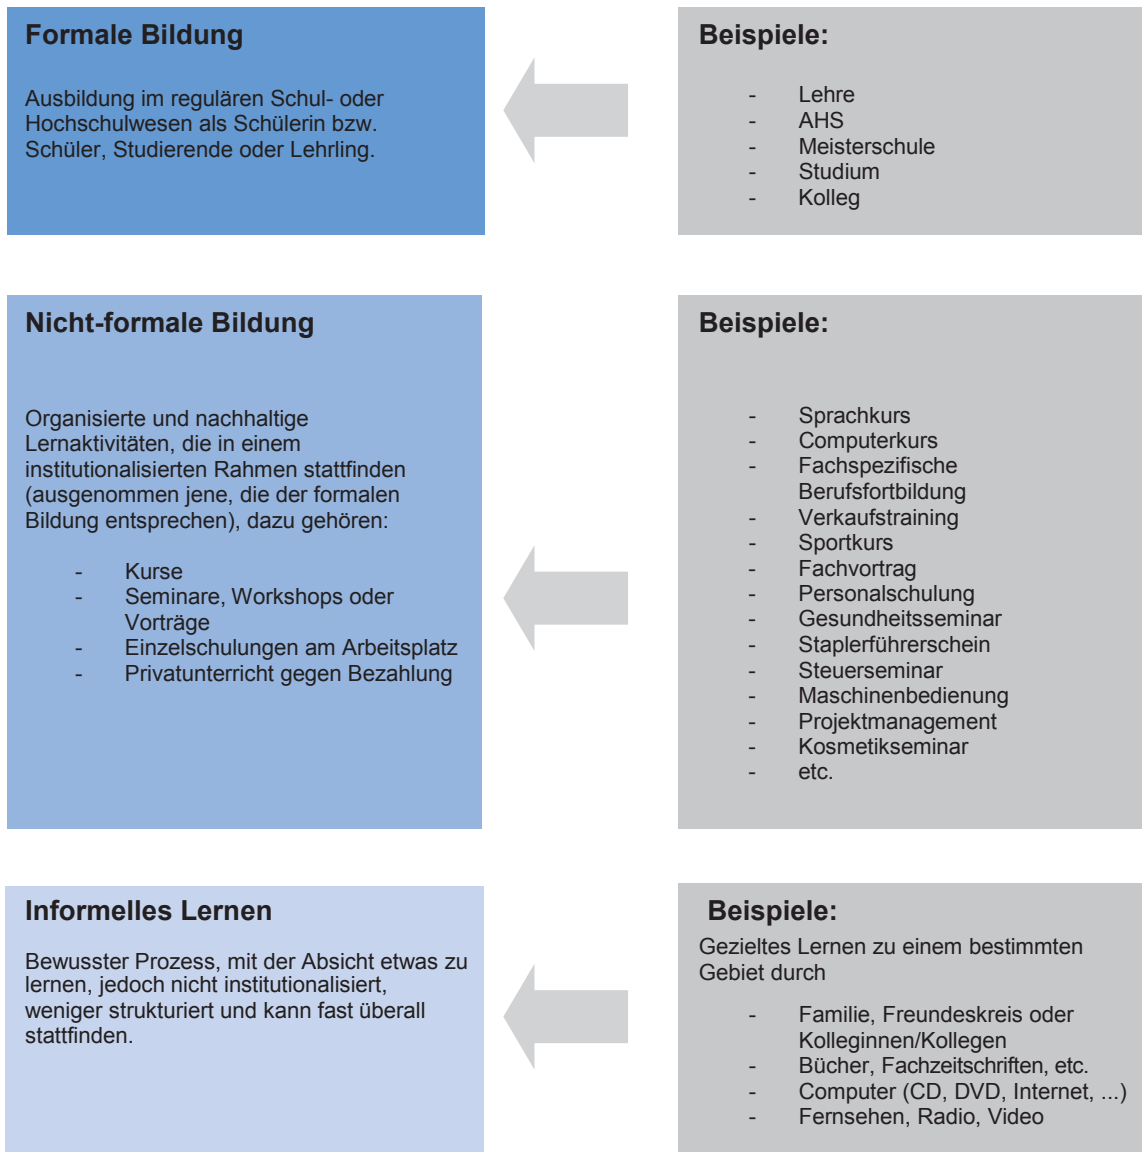 Formale Bildung
Ausbildung im regulären Schul- oder
Hochschulwesen als Schülerin bzw.
Schüler, Studierende oder Lehrling.
Beispiele:
- Lehre
- AHS
- Meisterschule
- Studium
- Kolleg
Nicht-formale Bildung
Organisierte und nachhaltige
Lernaktivitäten, die in einem
institutionalisierten Rahmen stattfinden
(ausgenommen jene, die der formalen
Bildung entsprechen), dazu gehören:
- Kurse
- Seminare, Workshops oder
Vorträge
- Einzelschulungen am Arbeitsplatz
- Privatunterricht gegen Bezahlung
Beispiele:
- Sprachkurs
- Computerkurs
- Fachspezifische
Berufsfortbildung
- Verkaufstraining
- Sportkurs
- Fachvortrag
- Personalschulung
- Gesundheitsseminar
- Staplerführerschein
- Steuerseminar
- Maschinenbedienung
- Projektmanagement
- Kosmetikseminar
- etc.
Informelles Lernen
Bewusster Prozess, mit der Absicht etwas zu
lernen, jedoch nicht institutionalisiert,
weniger strukturiert und kann fast überall
stattfinden.
Beispiele:
Gezieltes Lernen zu einem bestimmten
Gebiet durch
- Familie, Freundeskreis oder
Kolleginnen/Kollegen
- Bücher, Fachzeitschriften, etc.
- Computer (CD, DVD, Internet, ...)
- Fernsehen, Radio, Video